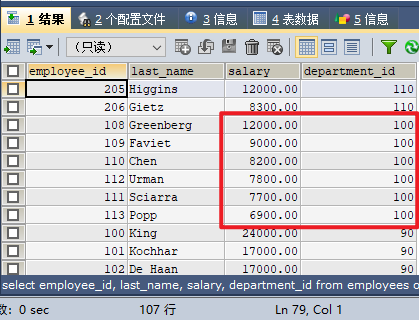 1 结果 2 个配置文件 3 信息 4 表数据 5 信息
（只读）
employee_id last_name salary department_id
205 Higgins 12000.00 110
206 Gietz 8300.00 110
108 Greenberg 12000.00 100
109 Faviet 9000.00 100
110 Chen 8200.00 100
112 Urman 7800.00 100
111 Sciarra 7700.00 100
113 Popp 6900.00 100
100 King 24000.00 90
101 Kochhar 17000.00 90
102 De Haan 17000.00 90
select employee_id, last_name, salary, department_id from employees o
: 0 sec 107 行 Ln 79, Col 1